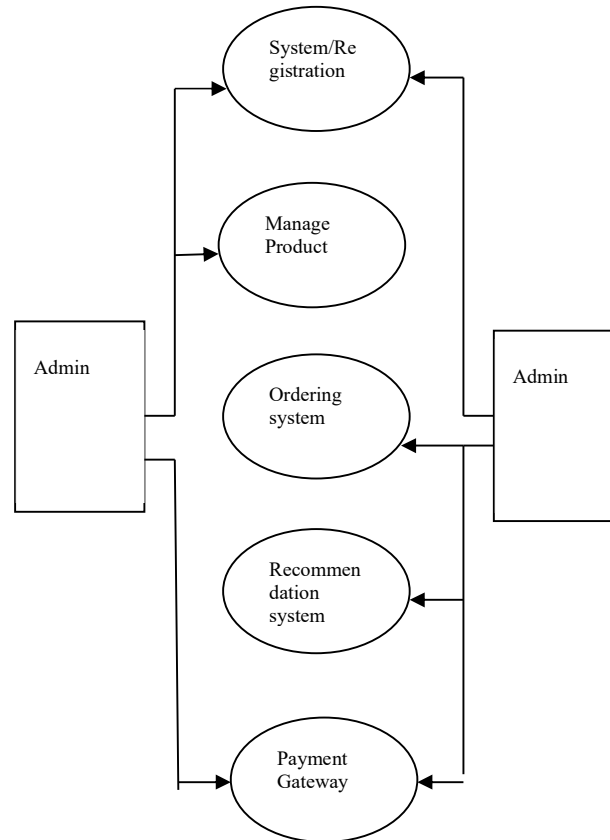 System/Re
gistration
Manage
Product
Admin
Admin
Ordering
system
Recommen
dation
system
Payment
Gateway